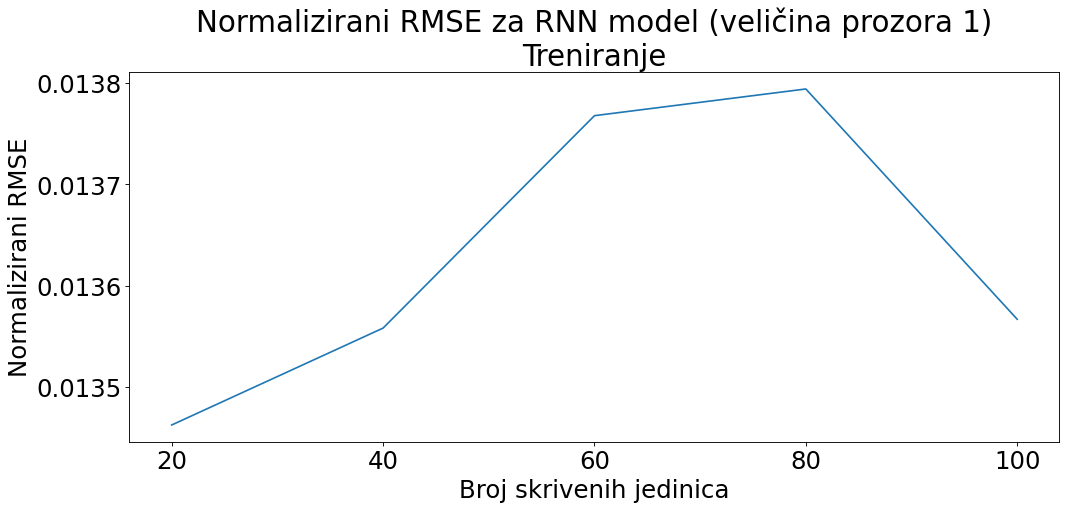 Normalizirani RMSE za RNN model (veličina prozora 1)
Treniranje
Normalizirani RMSE
0.0138
0.0137
0.0136
0.0135
20 40 60 80 100
Broj skrivenih jedinica